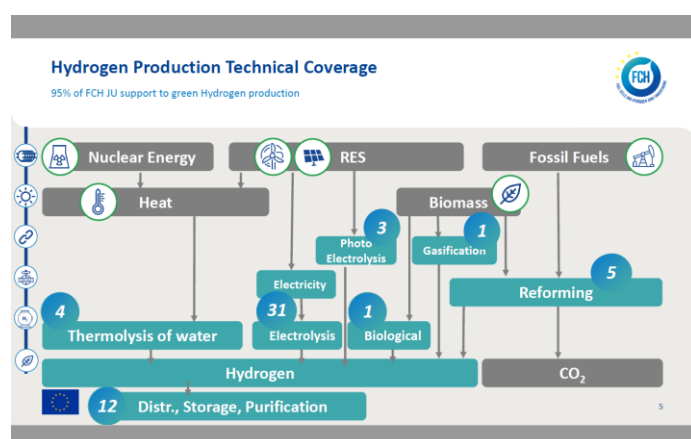 Hydrogen Production Technical Coverage
95% of FCH JU support to green Hydrogen production
FCH
Nuclear Energy
RES
Fossil Fuels
Heat
Biomass
3
Photo
Electrolysis
1
Gasification
5
Reforming
Electricity
4
Thermolysis of water
31
Electrolysis
1
Biological
Hydrogen
CO₂
12
Distr., Storage, Purification
5